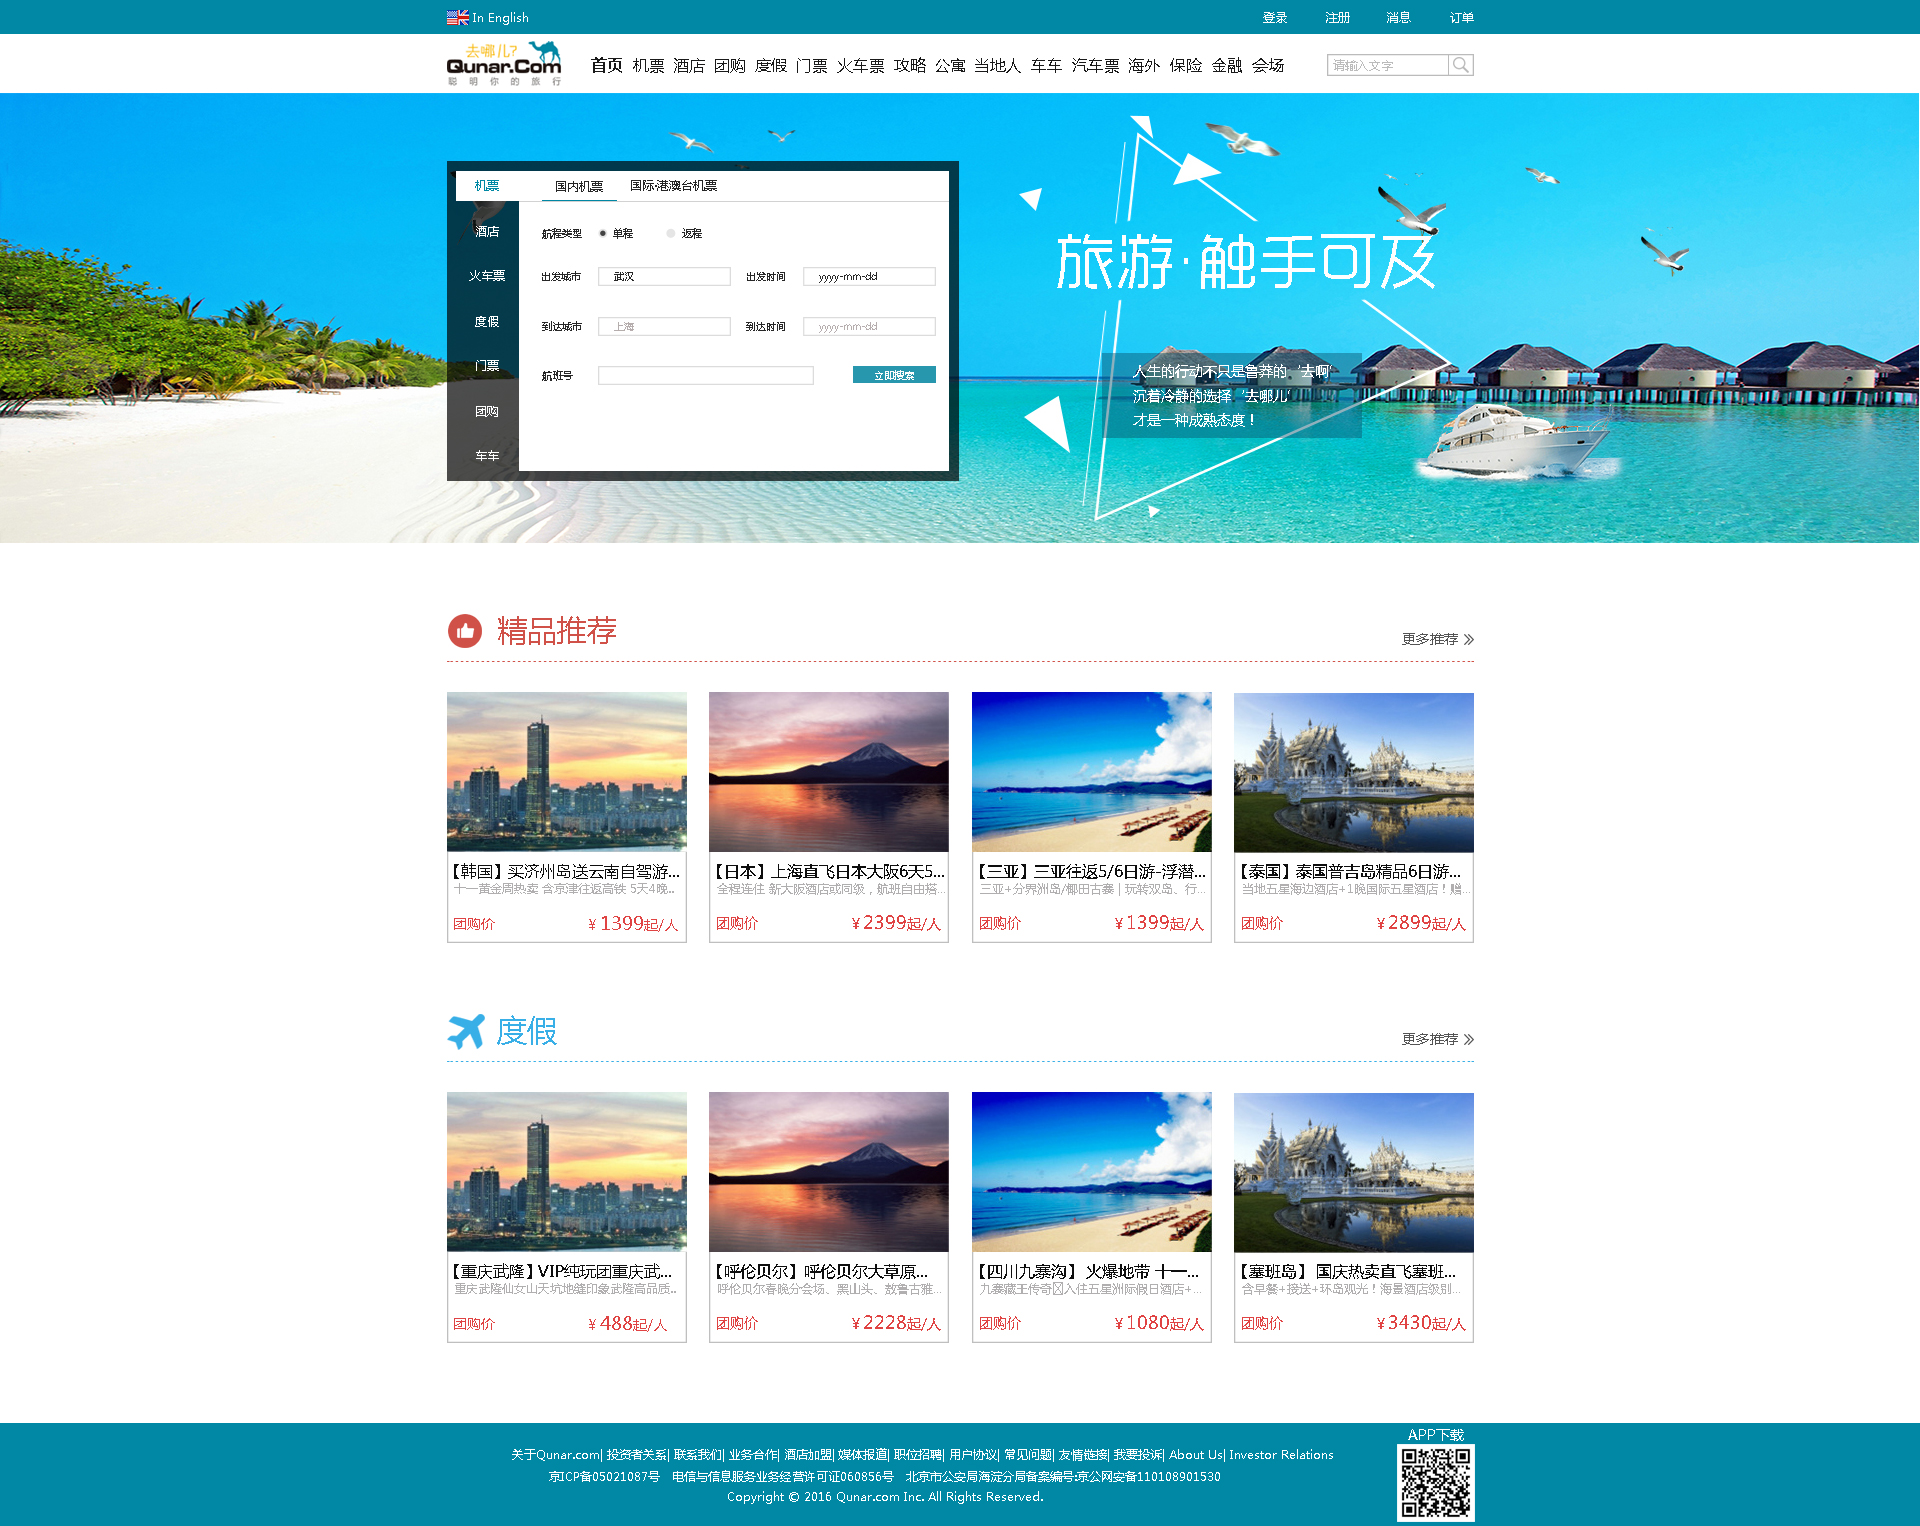 In English
登录 注册 消息 订单
去哪儿?
Qunar.Com
聪明你的旅行
首页 机票 酒店 团购 度假 门票 火车票 攻略 公寓 当地人 车车 汽车票 海外 保险 金融 会场
请输入文字
机票 国内机票 国际·港澳台机票
酒店
火车票
度假
门票
团购
车车
航程类型 单程 返程
出发城市 武汉 出发时间 yyyy-mm-dd
到达城市 上海 到达时间 yyyy-mm-dd
航班号 立即搜索
旅游·触手可及
人生的行动不只是鲁莽的‘去啊’
沉着冷静的选择‘去哪儿’
才是一种成熟态度！
精品推荐
更多推荐
【韩国】买济州岛送云南自驾游...
十一黄金周热卖 含京津往返高铁 5天4晚...
团购价 ¥1399起/人
【日本】上海直飞日本大阪6天5...
全程连住 新大阪酒店或同级，航班自由搭...
团购价 ¥2399起/人
【三亚】三亚往返5/6日游-浮潜...
三亚+分界洲岛/椰田古寨 | 玩转双岛、行...
团购价 ¥1399起/人
【泰国】泰国普吉岛精品6日游...
当地五星海边酒店+1晚国际五星酒店！赠...
团购价 ¥2899起/人
度假
更多推荐
【重庆武隆】VIP纯玩团重庆武...
重庆武隆仙女山天坑地缝印象武隆高品质...
团购价 ¥488起/人
【呼伦贝尔】呼伦贝尔大草原...
呼伦贝尔春晚分会场、黑山头、敖鲁古雅...
团购价 ¥2228起/人
【四川九寨沟】 火爆地带 十一...
九寨藏王传奇入住五星洲际假日酒店+...
团购价 ¥1080起/人
【塞班岛】 国庆热卖直飞塞班...
含早餐+接送+环岛观光！海景酒店级别...
团购价 ¥3430起/人
APP下载
关于Qunar.com| 投资者关系| 联系我们| 业务合作| 酒店加盟| 媒体报道| 职位招聘| 用户协议| 常见问题| 友情链接| 我要投诉| About Us| Investor Relations
京ICP备05021087号 电信与信息服务业务经营许可证060856号 北京市公安局海淀分局备案编号:京公网安备110108901530
Copyright © 2016 Qunar.com Inc. All Rights Reserved.